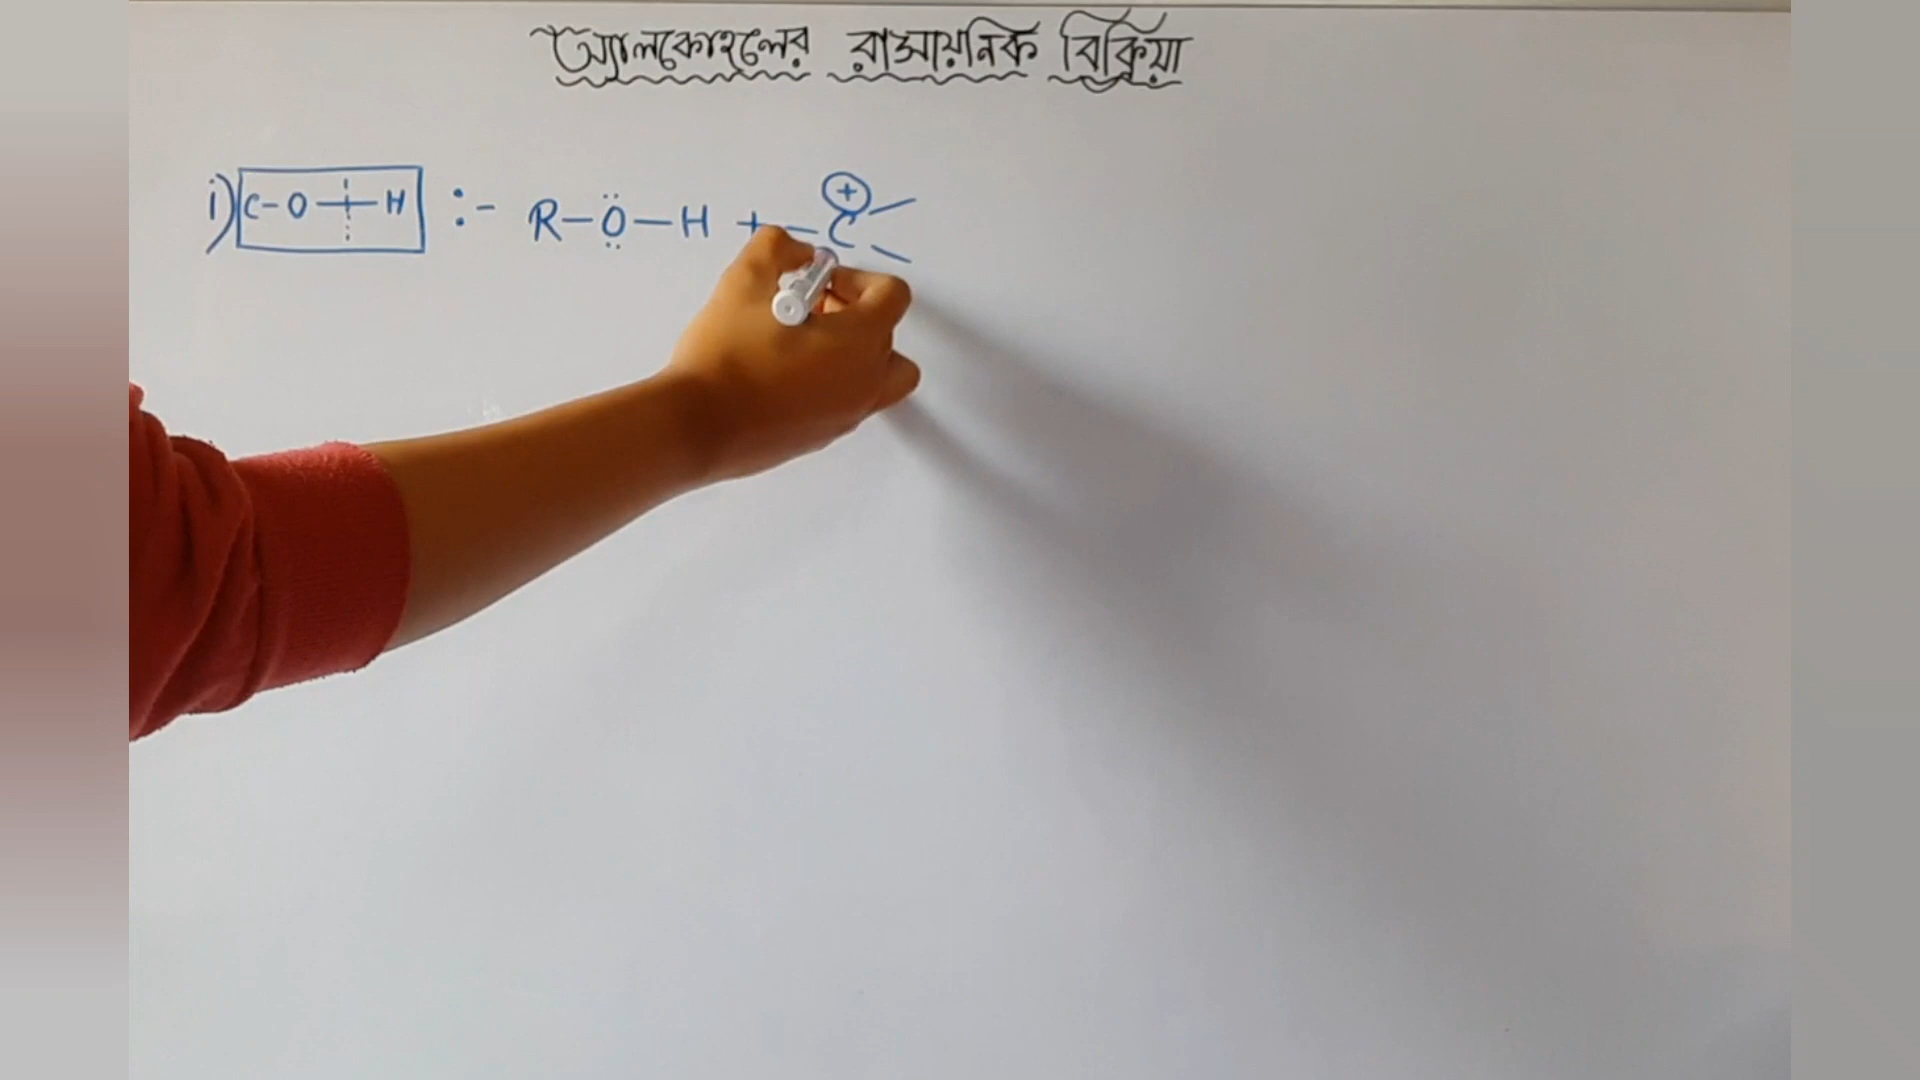 অ্যালকোহলের রাসায়নিক বিক্রিয়া
i) C-O-H :- R-Ö-H + -C⊕